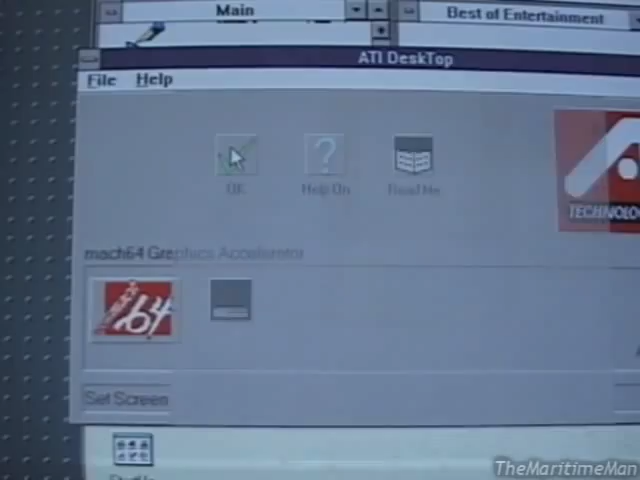 Main
Best of Entertainment
ATI DeskTop
File Help
OK
Help On
Read Me
TECHNOLO
mach64 Graphics Accelerator
64
Set Screen
TheMaritimeMan